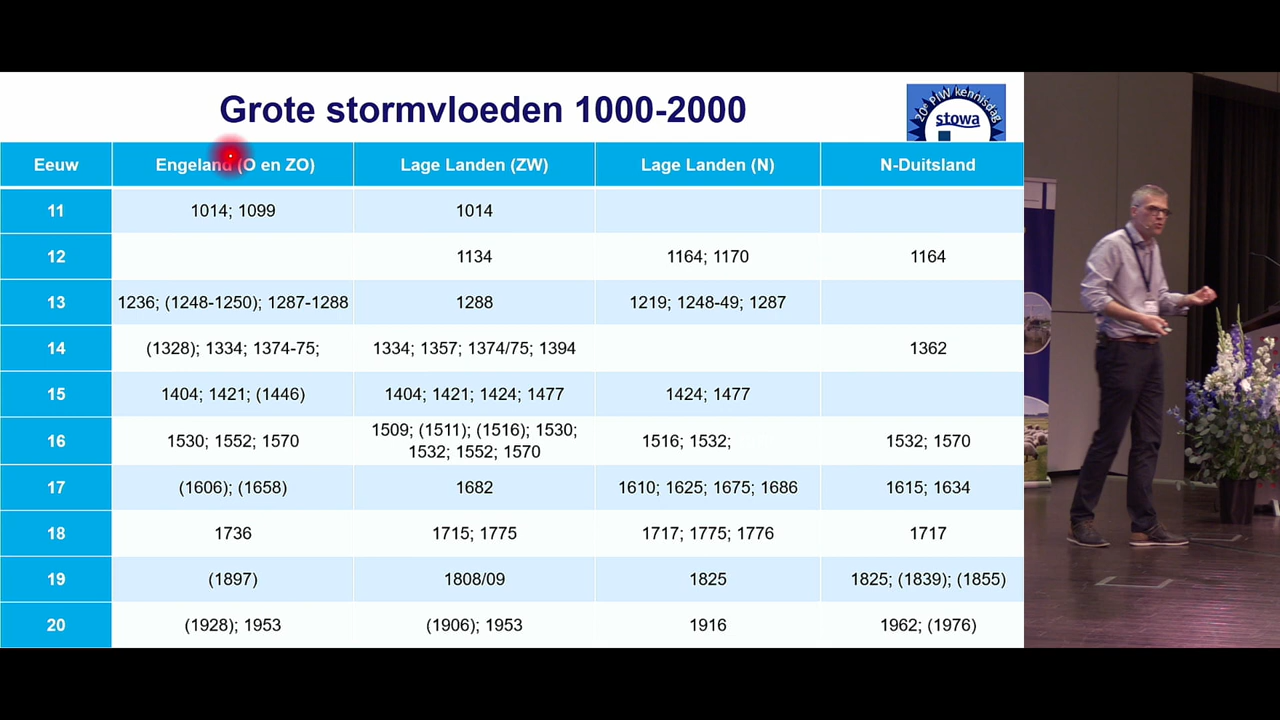 Grote stormvloeden 1000-2000
20e PIW kennisdag
stowa
Eeuw Engeland (O en ZO) Lage Landen (ZW) Lage Landen (N) N-Duitsland
11 1014; 1099 1014
12 1134 1164; 1170 1164
13 1236; (1248-1250); 1287-1288 1288 1219; 1248-49; 1287
14 (1328); 1334; 1374-75; 1334; 1357; 1374/75; 1394 1362
15 1404; 1421; (1446) 1404; 1421; 1424; 1477 1424; 1477
16 1530; 1552; 1570 1509; (1511); (1516); 1530; 1532; 1552; 1570 1516; 1532; 1532; 1570
17 (1606); (1658) 1682 1610; 1625; 1675; 1686 1615; 1634
18 1736 1715; 1775 1717; 1775; 1776 1717
19 (1897) 1808/09 1825 1825; (1839); (1855)
20 (1928); 1953 (1906); 1953 1916 1962; (1976)